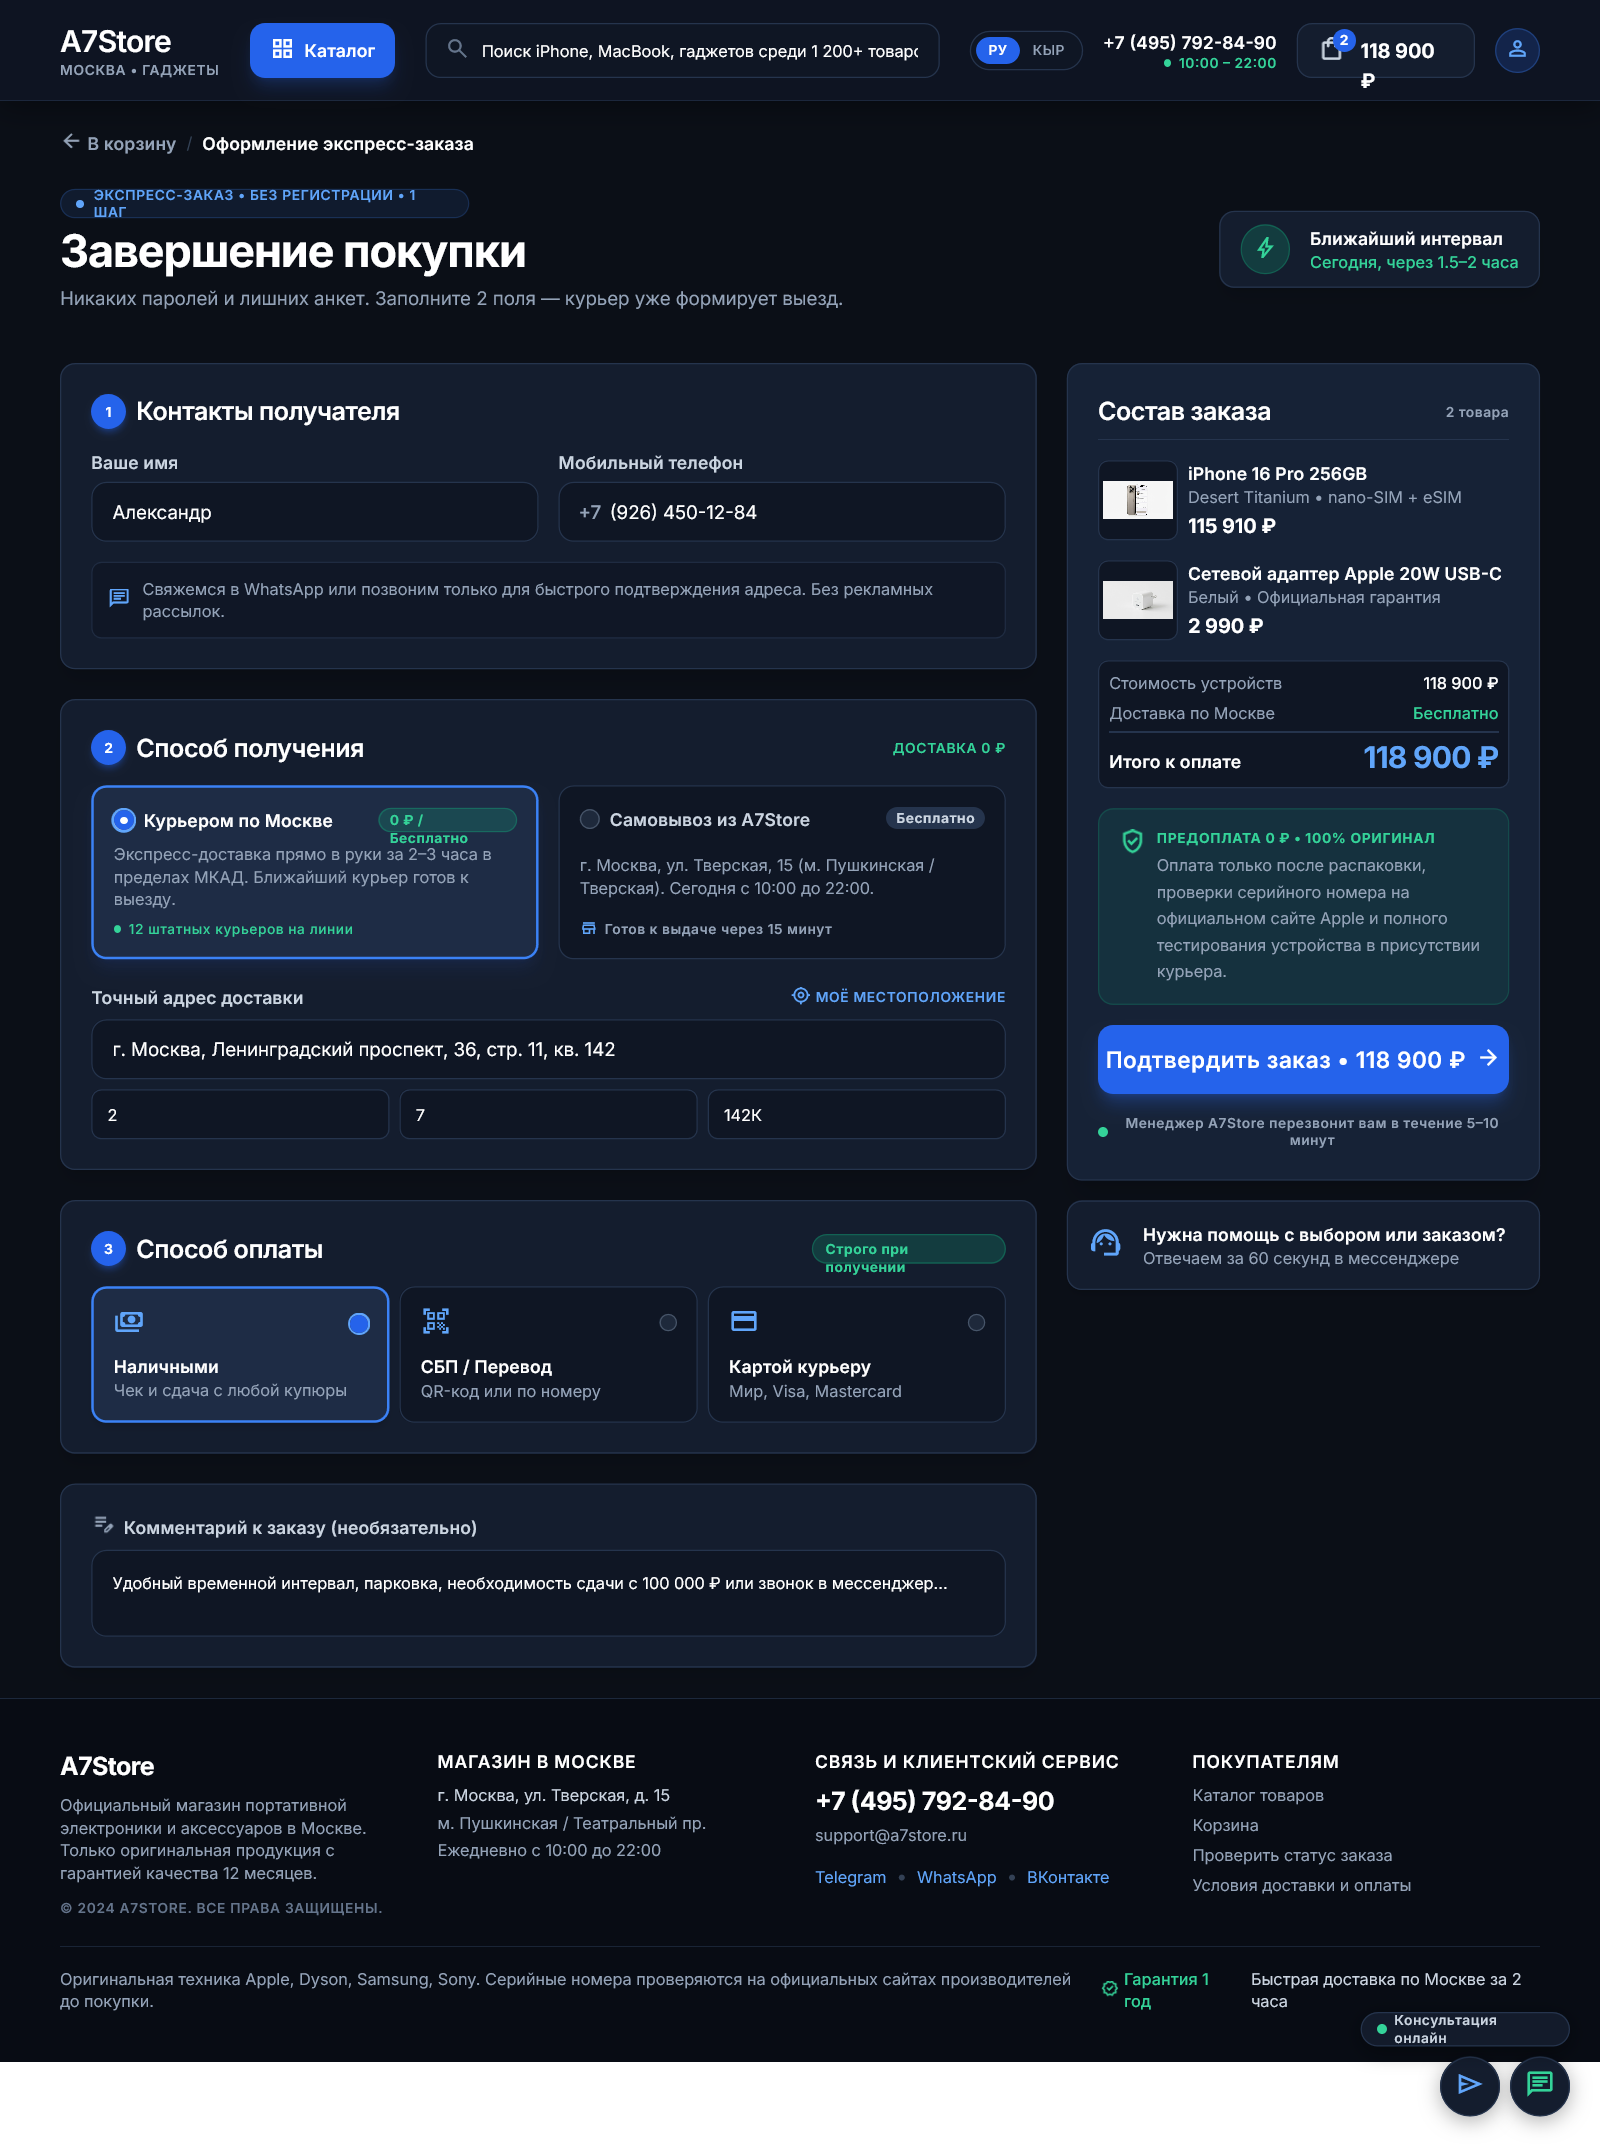 A7Store
МОСКВА • ГАДЖЕТЫ
Каталог
Поиск iPhone, MacBook, гаджетов среди 1 200+ товаро
РУ
КЫР
+7 (495) 792-84-90
10:00 – 22:00
2
118 900
₽
В корзину / Оформление экспресс-заказа
ЭКСПРЕСС-ЗАКАЗ • БЕЗ РЕГИСТРАЦИИ • 1
ШАГ
Завершение покупки
Никаких паролей и лишних анкет. Заполните 2 поля — курьер уже формирует выезд.
Ближайший интервал
Сегодня, через 1.5–2 часа
1 Контакты получателя
Ваше имя
Александр
Мобильный телефон
+7 (926) 450-12-84
Свяжемся в WhatsApp или позвоним только для быстрого подтверждения адреса. Без рекламных
рассылок.
2 Способ получения
ДОСТАВКА 0 ₽
Курьером по Москве
0 ₽ /
Бесплатно
Экспресс-доставка прямо в руки за 2–3 часа в
пределах МКАД. Ближайший курьер готов к
выезду.
12 штатных курьеров на линии
Самовывоз из A7Store
Бесплатно
г. Москва, ул. Тверская, 15 (м. Пушкинская /
Тверская). Сегодня с 10:00 до 22:00.
Готов к выдаче через 15 минут
Точный адрес доставки
МОЁ МЕСТОПОЛОЖЕНИЕ
г. Москва, Ленинградский проспект, 36, стр. 11, кв. 142
2
7
142К
3 Способ оплаты
Строго при
получении
Наличными
Чек и сдача с любой купюры
СБП / Перевод
QR-код или по номеру
Картой курьеру
Мир, Visa, Mastercard
Комментарий к заказу (необязательно)
Удобный временной интервал, парковка, необходимость сдачи с 100 000 ₽ или звонок в мессенджер...
Состав заказа
2 товара
iPhone 16 Pro 256GB
Desert Titanium • nano-SIM + eSIM
115 910 ₽
Сетевой адаптер Apple 20W USB-C
Белый • Официальная гарантия
2 990 ₽
Стоимость устройств
118 900 ₽
Доставка по Москве
Бесплатно
Итого к оплате
118 900 ₽
ПРЕДОПЛАТА 0 ₽ • 100% ОРИГИНАЛ
Оплата только после распаковки,
проверки серийного номера на
официальном сайте Apple и полного
тестирования устройства в присутствии
курьера.
Подтвердить заказ • 118 900 ₽
Менеджер A7Store перезвонит вам в течение 5–10
минут
Нужна помощь с выбором или заказом?
Отвечаем за 60 секунд в мессенджере
A7Store
Официальный магазин портативной
электроники и аксессуаров в Москве.
Только оригинальная продукция с
гарантией качества 12 месяцев.
© 2024 A7STORE. ВСЕ ПРАВА ЗАЩИЩЕНЫ.
МАГАЗИН В МОСКВЕ
г. Москва, ул. Тверская, д. 15
м. Пушкинская / Театральный пр.
Ежедневно с 10:00 до 22:00
СВЯЗЬ И КЛИЕНТСКИЙ СЕРВИС
+7 (495) 792-84-90
support@a7store.ru
Telegram • WhatsApp • ВКонтакте
ПОКУПАТЕЛЯМ
Каталог товаров
Корзина
Проверить статус заказа
Условия доставки и оплаты
Оригинальная техника Apple, Dyson, Samsung, Sony. Серийные номера проверяются на официальных сайтах производителей
до покупки.
Гарантия 1
год
Быстрая доставка по Москве за 2
часа
Консультация
онлайн